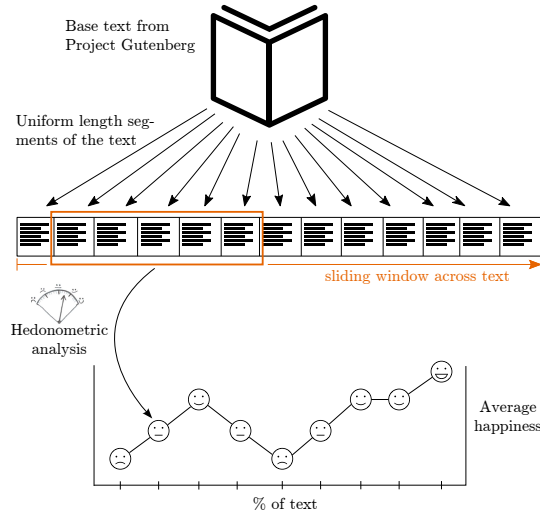 Base text from
Project Gutenberg
Uniform length seg-
ments of the text
sliding window across text
Hedonometric
analysis
Average
happiness
% of text